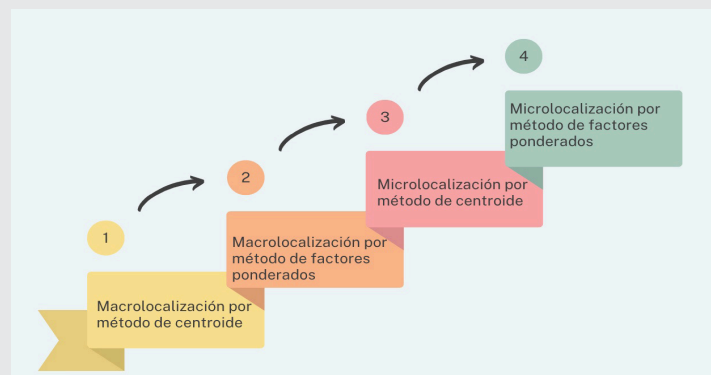 1
Macrolocalización por
método de centroide
2
Macrolocalización por
método de factores
ponderados
3
Microlocalización por
método de centroide
4
Microlocalización por
método de factores
ponderados